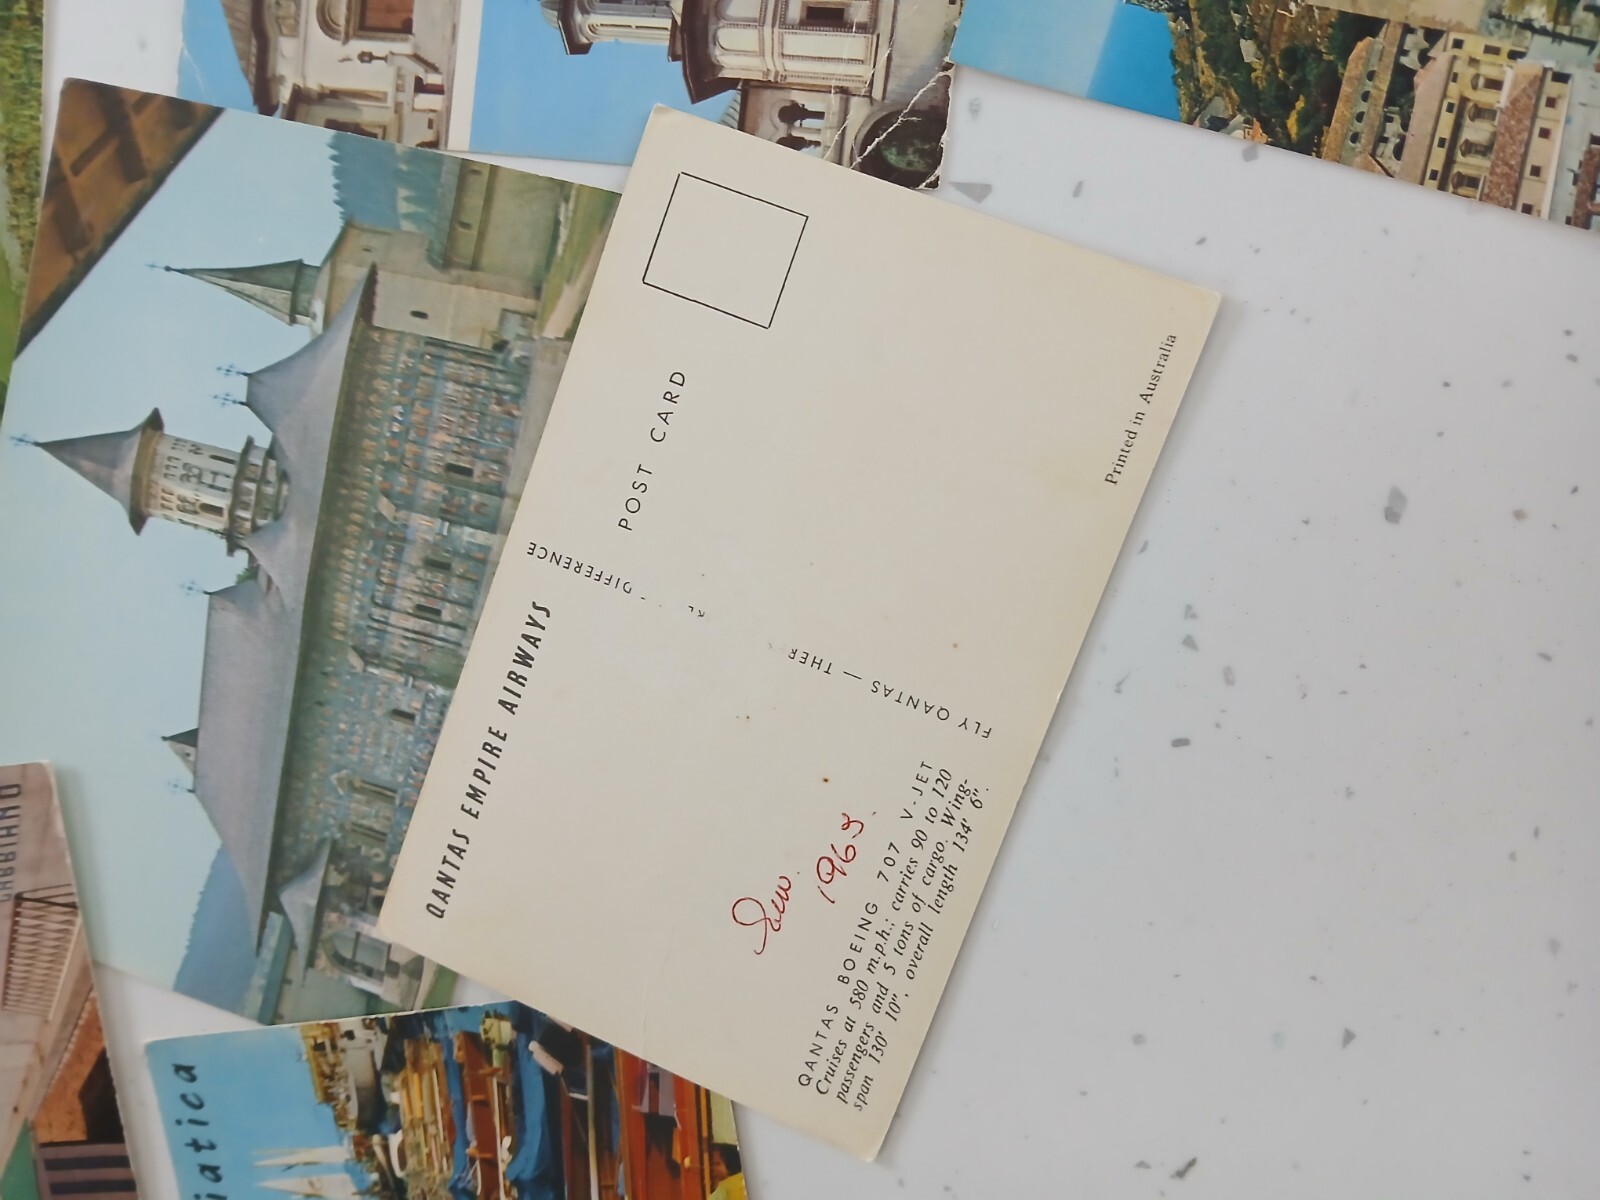 QANTAS EMPIRE AIRWAYS
POST CARD
FLY QANTAS — THER
DIFFERENCE
1963.
QANTAS BOEING 707 V-JET
Cruises at 580 m.p.h.; carries 90 to 120
passengers and 5 tons of cargo. Wing-
span 130' 10", overall length 134' 6".
Printed in Australia
GABBIANO
iatica